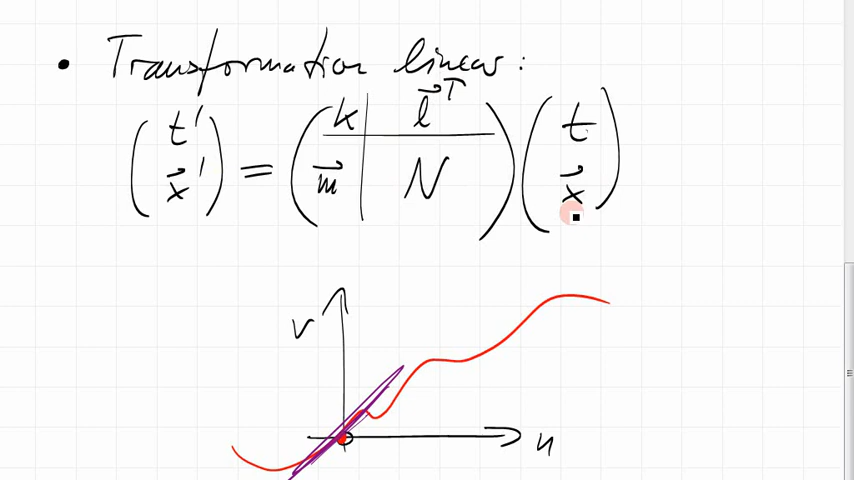 • Transformation linear:
(t' / x⃗') = (k | l⃗ᵀ / m⃗ | N) (t / x⃗)
v
u